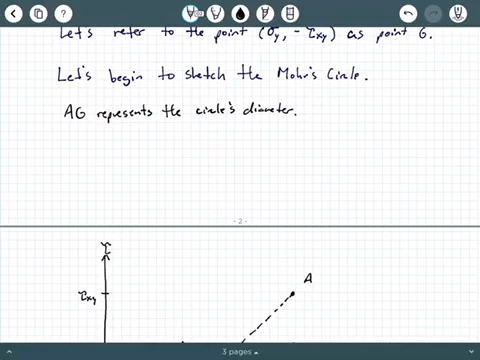 Let's refer to the point (σy, - τxy) as point G.
Let's begin to sketch the Mohr's Circle.
AG represents the circle's diameter.
- 2 -
τ
A
τxy
3 pages